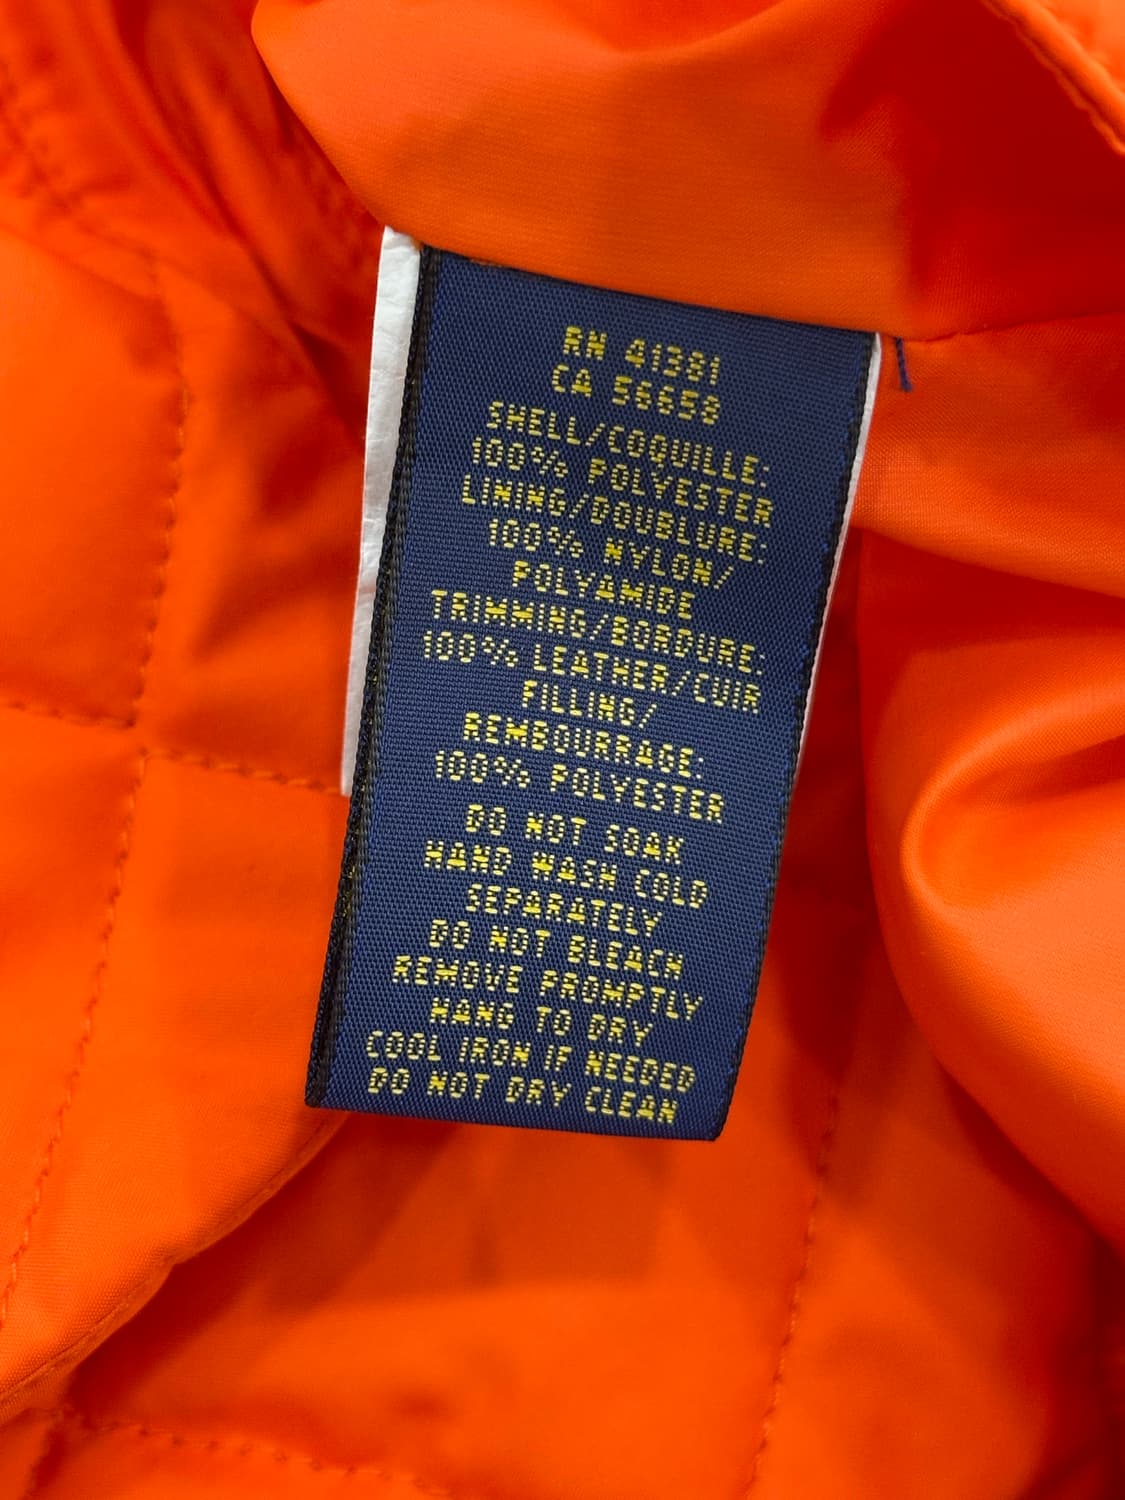 RN 41381
CA 56658
SHELL/COQUILLE:
100% POLYESTER
LINING/DOUBLURE:
100% NYLON/
POLYAMIDE
TRIMMING/BORDURE:
100% LEATHER/CUIR
FILLING/
REMBOURRAGE:
100% POLYESTER
DO NOT SOAK
HAND WASH COLD
SEPARATELY
DO NOT BLEACH
REMOVE PROMPTLY
HANG TO DRY
COOL IRON IF NEEDED
DO NOT DRY CLEAN